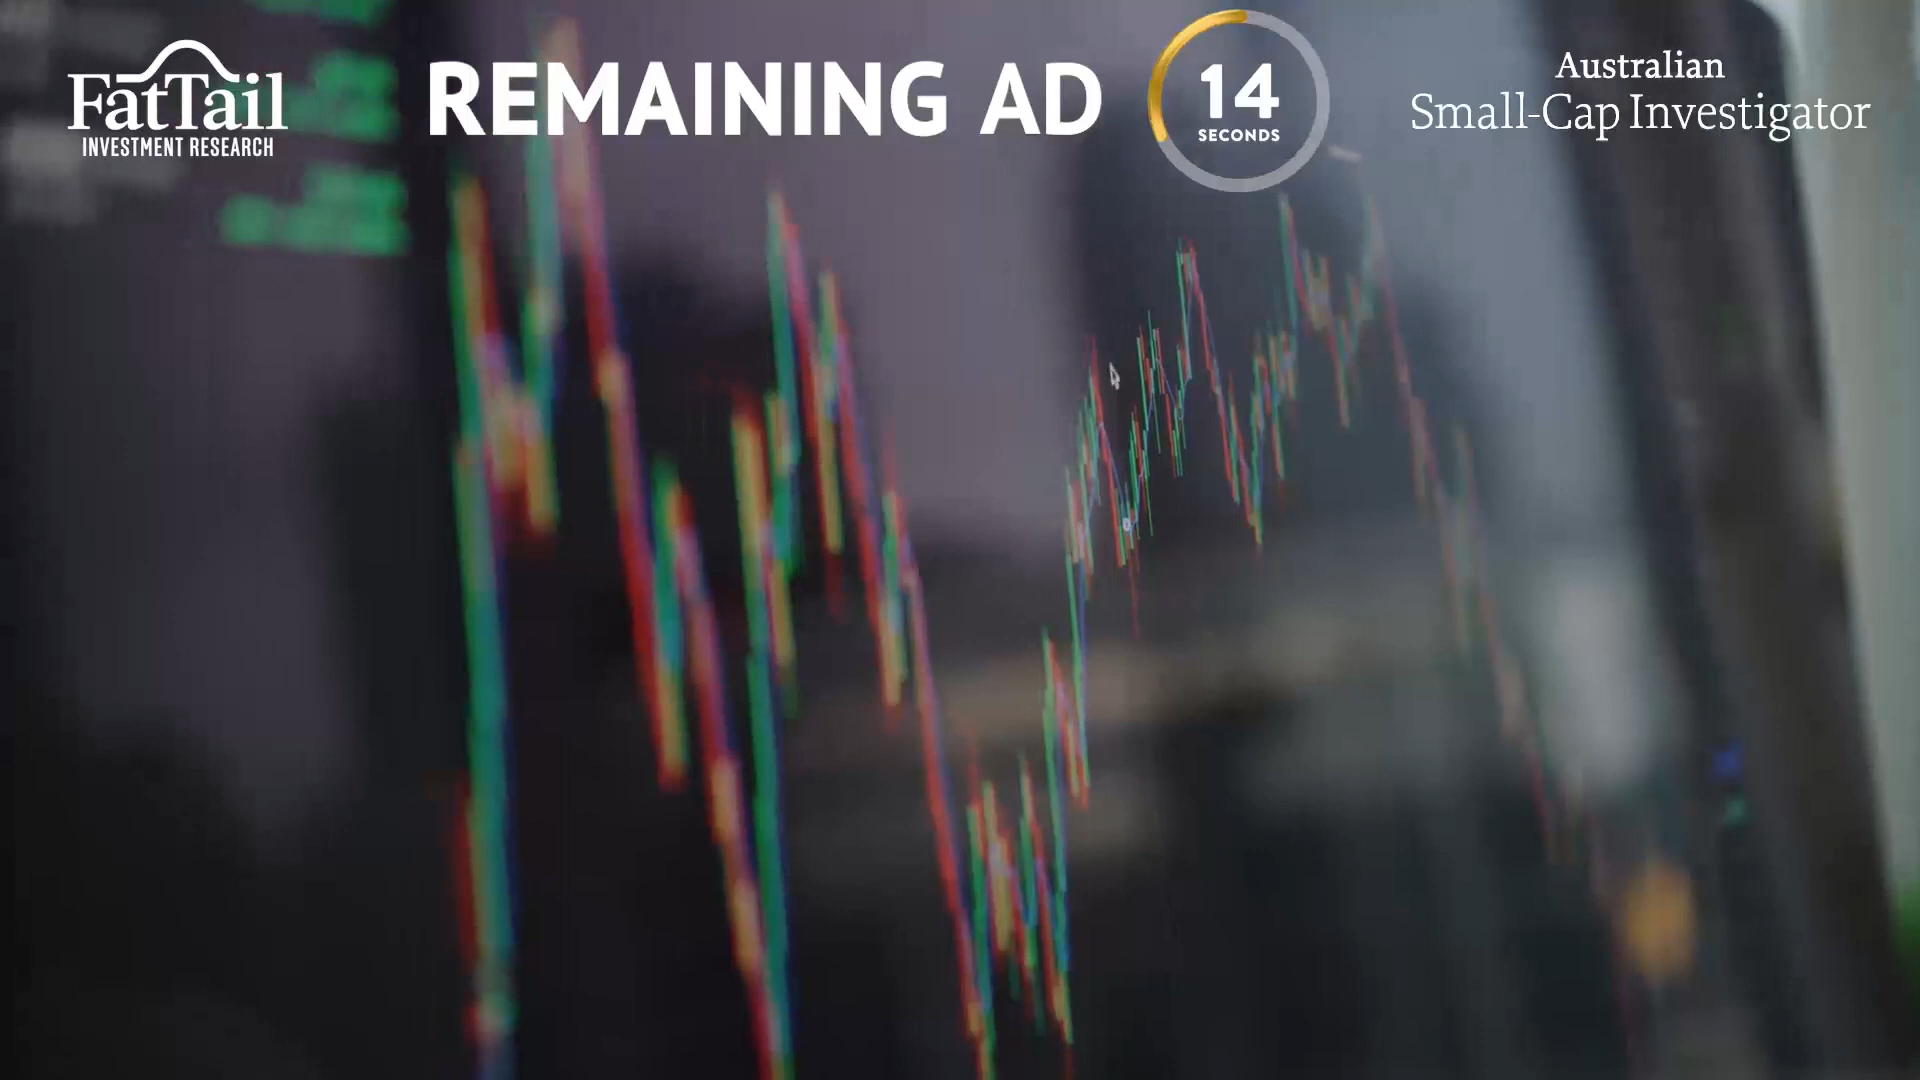 FatTail
INVESTMENT RESEARCH
REMAINING AD
14
SECONDS
Australian
Small-Cap Investigator